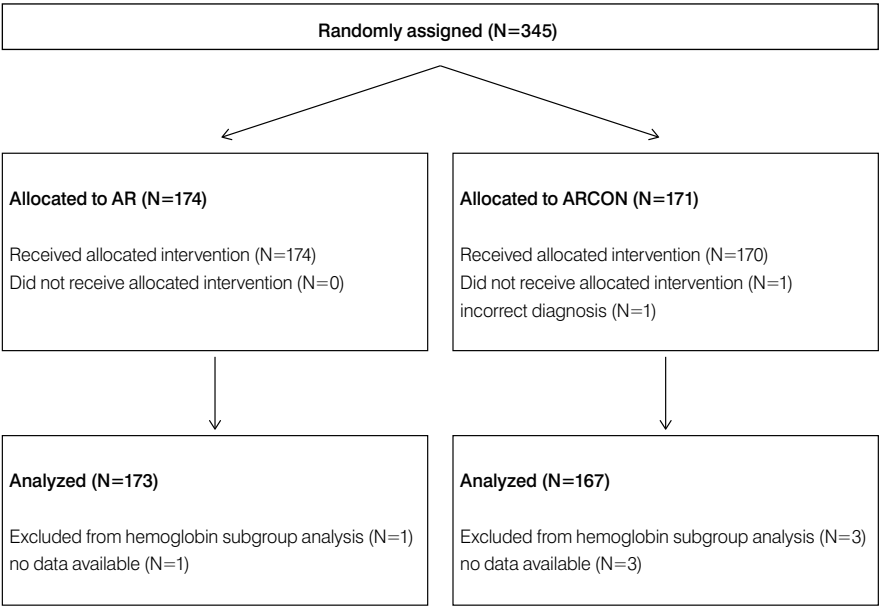 Randomly assigned (N=345)
Allocated to AR (N=174)
Received allocated intervention (N=174)
Did not receive allocated intervention (N=0)
Allocated to ARCON (N=171)
Received allocated intervention (N=170)
Did not receive allocated intervention (N=1)
incorrect diagnosis (N=1)
Analyzed (N=173)
Excluded from hemoglobin subgroup analysis (N=1)
no data available (N=1)
Analyzed (N=167)
Excluded from hemoglobin subgroup analysis (N=3)
no data available (N=3)